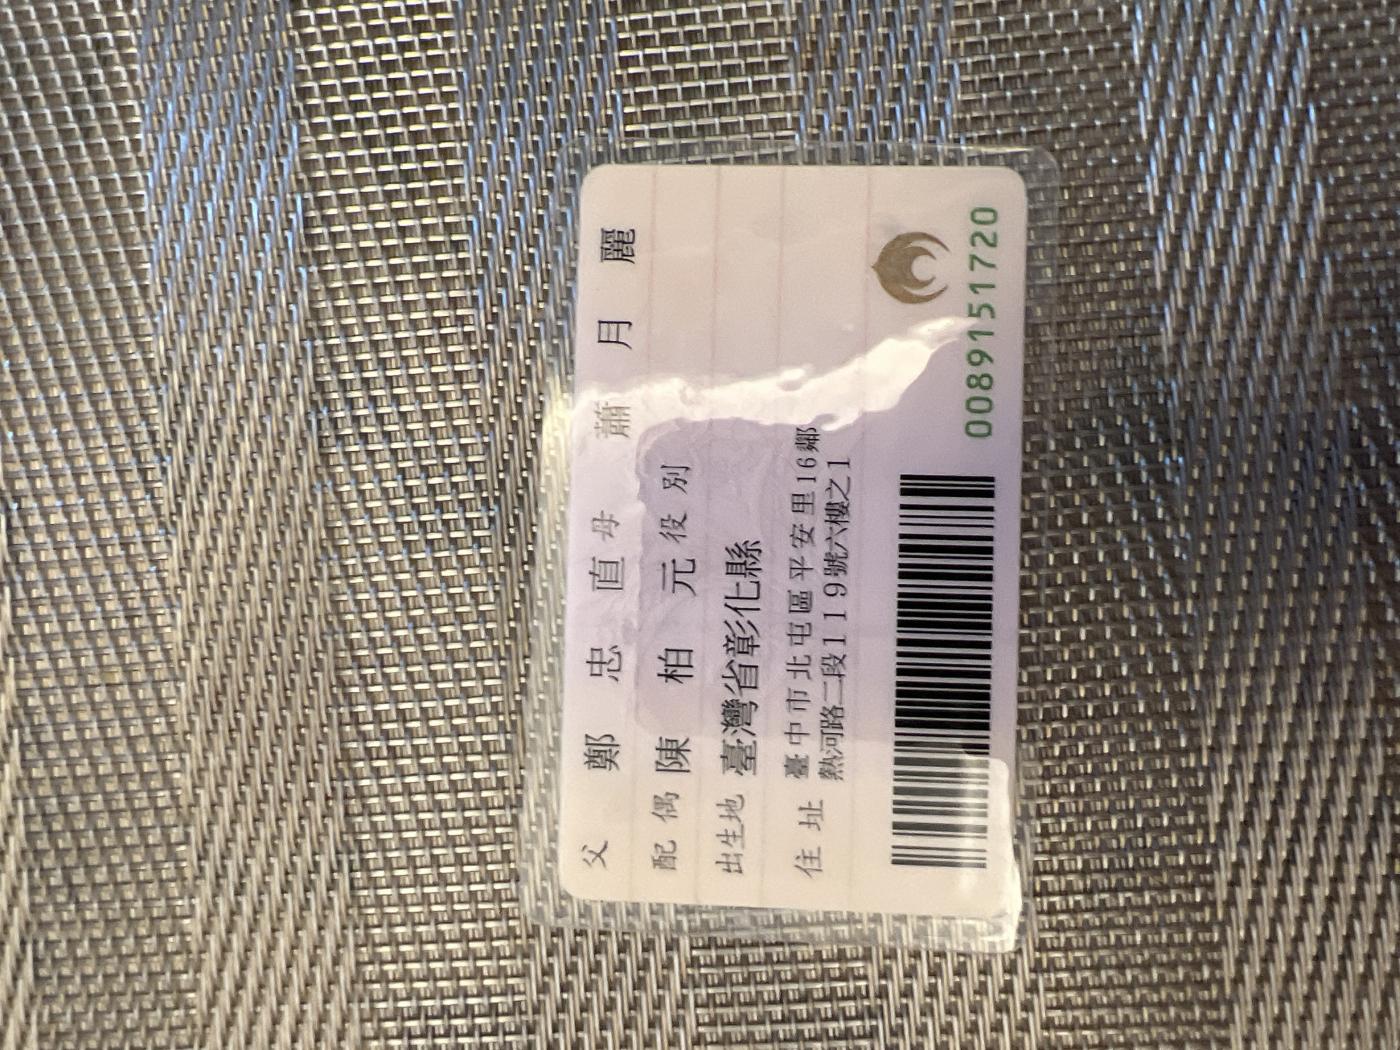 父 鄭忠直 母 蕭月麗
配偶 陳柏元 役別
出生地 臺灣省彰化縣
住址 臺中市北屯區平安里16鄰
熱河路二段119號六樓之1
0089151720